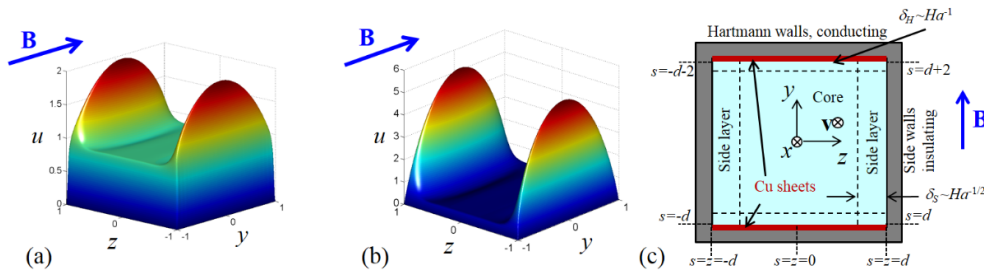 B
2
1.5
1
u
0.5
0
1
0
z
-1 -1
0
y
1
(a)
B
6
5
4
u
3
2
1
0
1
0
z
-1 -1
0
y
1
(b)
δH~Ha-1
Hartmann walls, conducting
s=-d-2
s=d+2
y
Core
v
x
z
Side layer
Side layer
Side walls
insulating
B
Cu sheets
δS~Ha-1/2
s=-d
s=d
s=z=-d
s=z=0
s=z=d
(c)